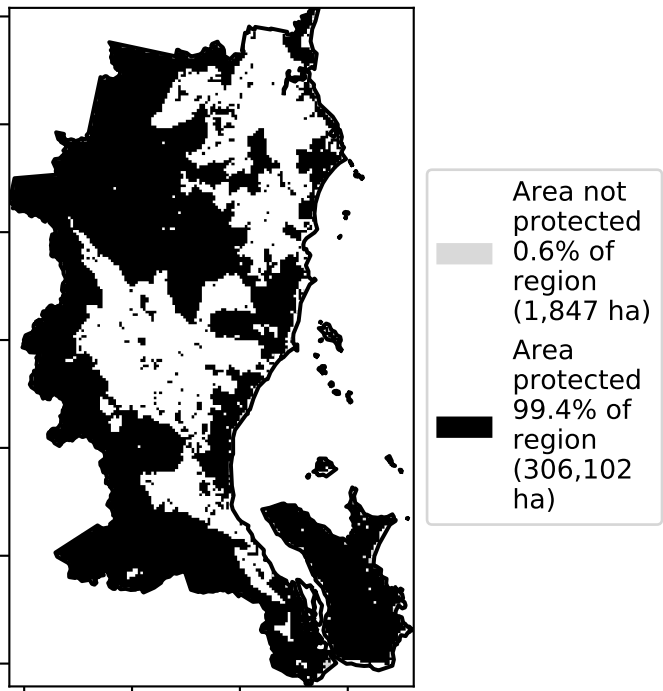 Area not
protected
0.6% of
region
(1,847 ha)
Area
protected
99.4% of
region
(306,102
ha)